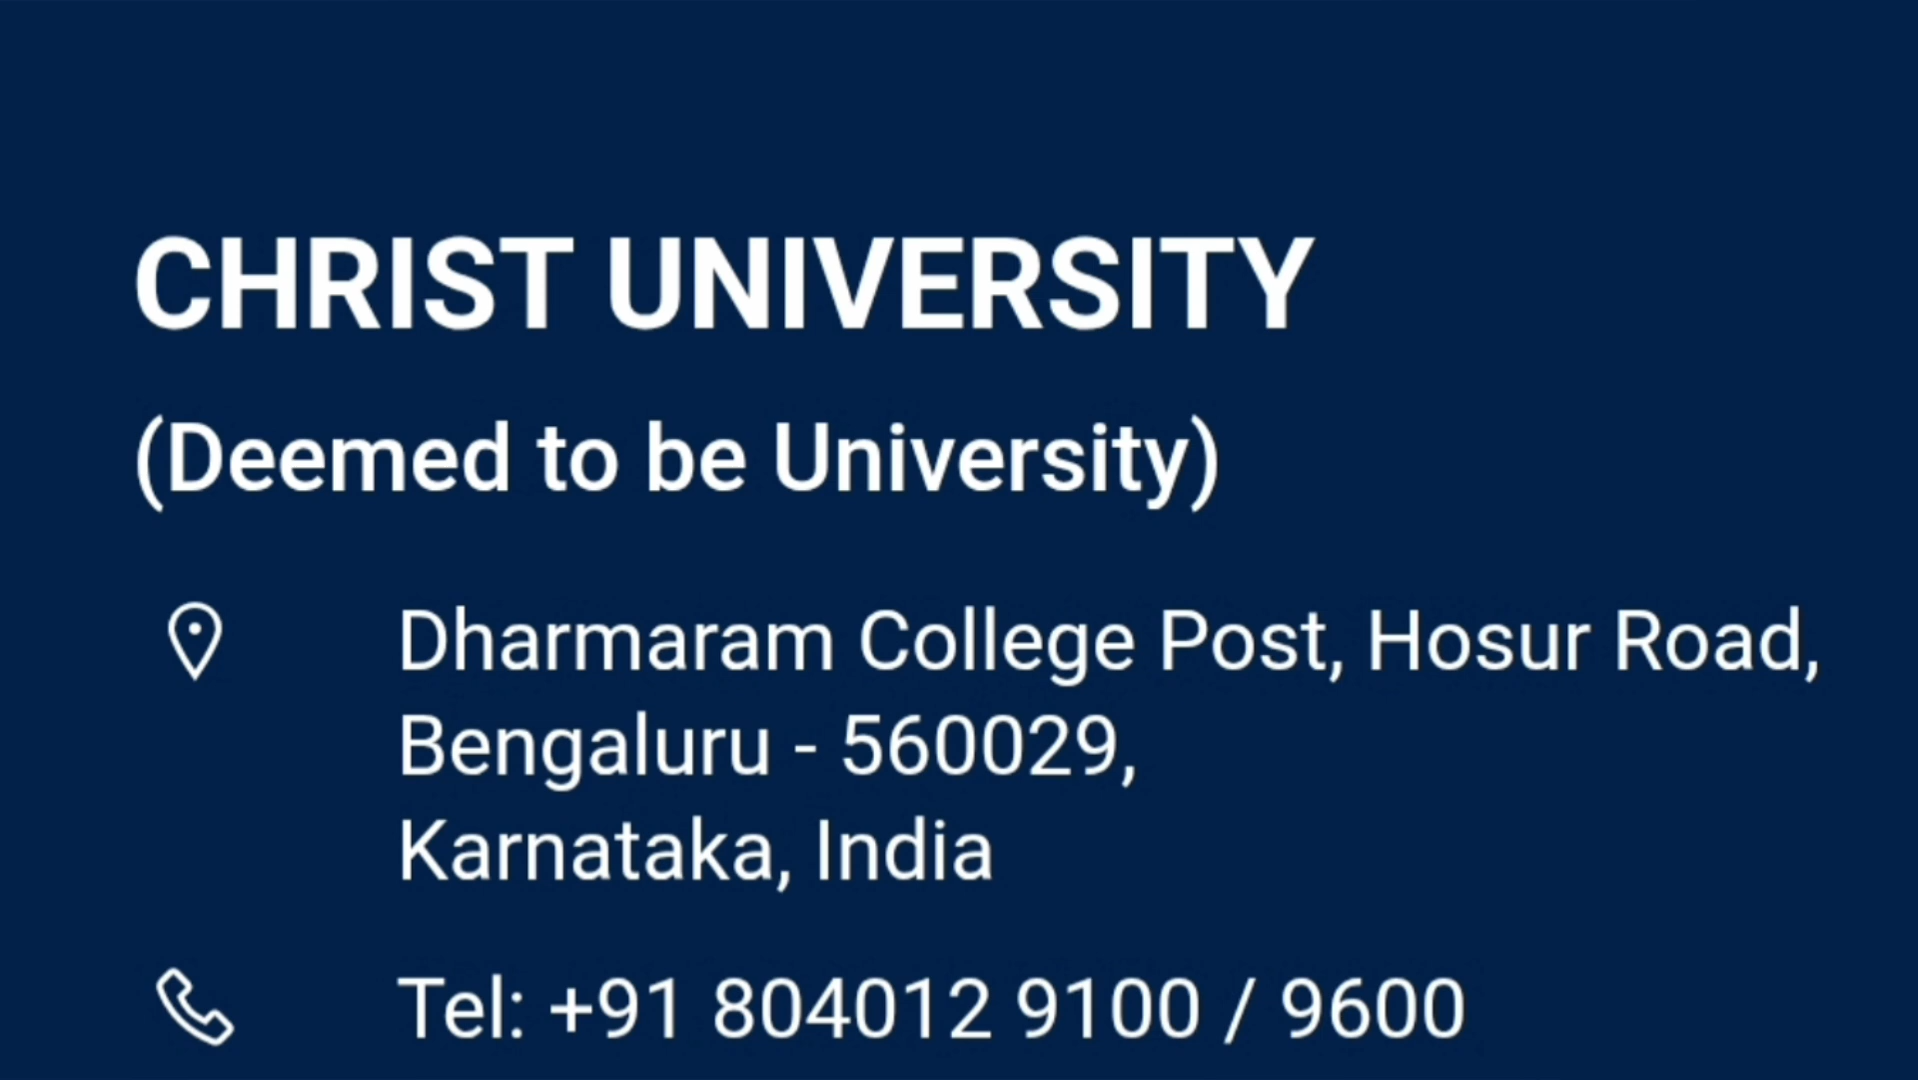 CHRIST UNIVERSITY
(Deemed to be University)
Dharmaram College Post, Hosur Road,
Bengaluru - 560029,
Karnataka, India
Tel: +91 804012 9100 / 9600